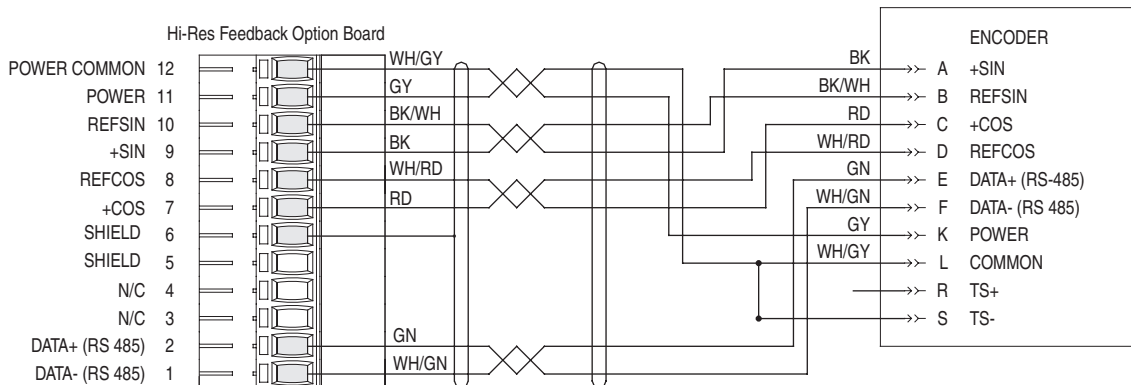 Hi-Res Feedback Option Board
ENCODER
POWER COMMON 12 WH/GY BK A +SIN
POWER 11 GY BK/WH B REFSIN
REFSIN 10 BK/WH RD C +COS
+SIN 9 BK WH/RD D REFCOS
REFCOS 8 WH/RD GN E DATA+ (RS-485)
+COS 7 RD WH/GN F DATA- (RS 485)
SHIELD 6 GY K POWER
SHIELD 5 WH/GY L COMMON
N/C 4 R TS+
N/C 3 S TS-
DATA+ (RS 485) 2 GN
DATA- (RS 485) 1 WH/GN